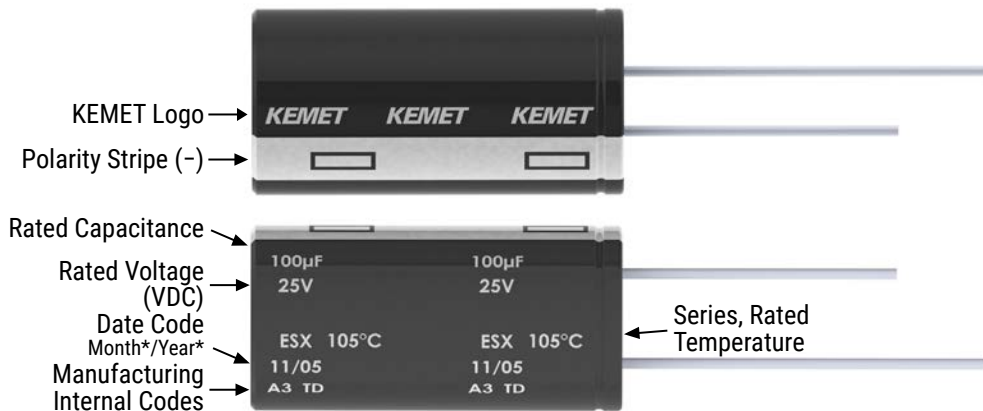 KEMET Logo
KEMET KEMET KEMET
Polarity Stripe (−)
Rated Capacitance
100µF 100µF
Rated Voltage
(VDC)
25V 25V
Date Code
Month*/Year*
ESX 105°C ESX 105°C
Series, Rated
Temperature
11/05 11/05
Manufacturing
Internal Codes
A3 TD A3 TD